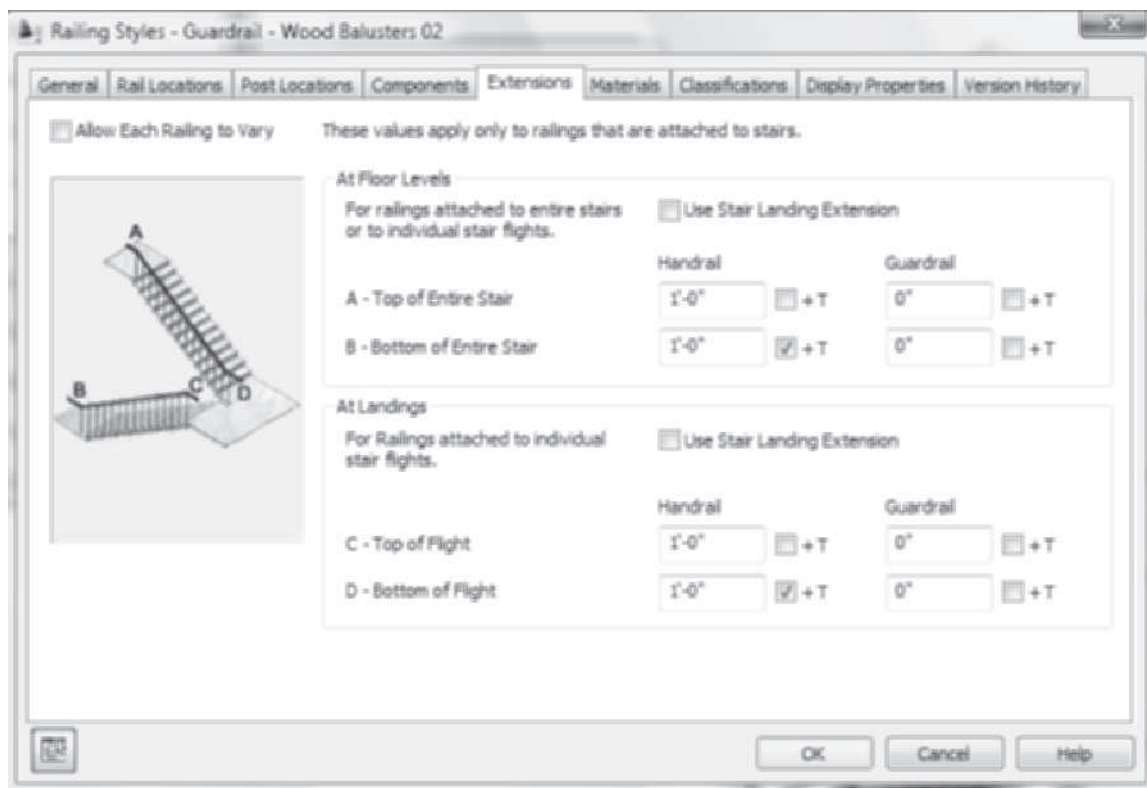 Railing Styles - Guardrail - Wood Balusters 02
General Rail Locations Post Locations Components Extensions Materials Classifications Display Properties Version History
Allow Each Railing to Vary
These values apply only to railings that are attached to stairs.
At Floor Levels
For railings attached to entire stairs
or to individual stair flights.
Use Stair Landing Extension
Handrail Guardrail
A - Top of Entire Stair 1'-0" +T 0" +T
B - Bottom of Entire Stair 1'-0" +T 0" +T
A
B
C
D
At Landings
For Railings attached to individual
stair flights.
Use Stair Landing Extension
Handrail Guardrail
C - Top of Flight 1'-0" +T 0" +T
D - Bottom of Flight 1'-0" +T 0" +T
OK Cancel Help